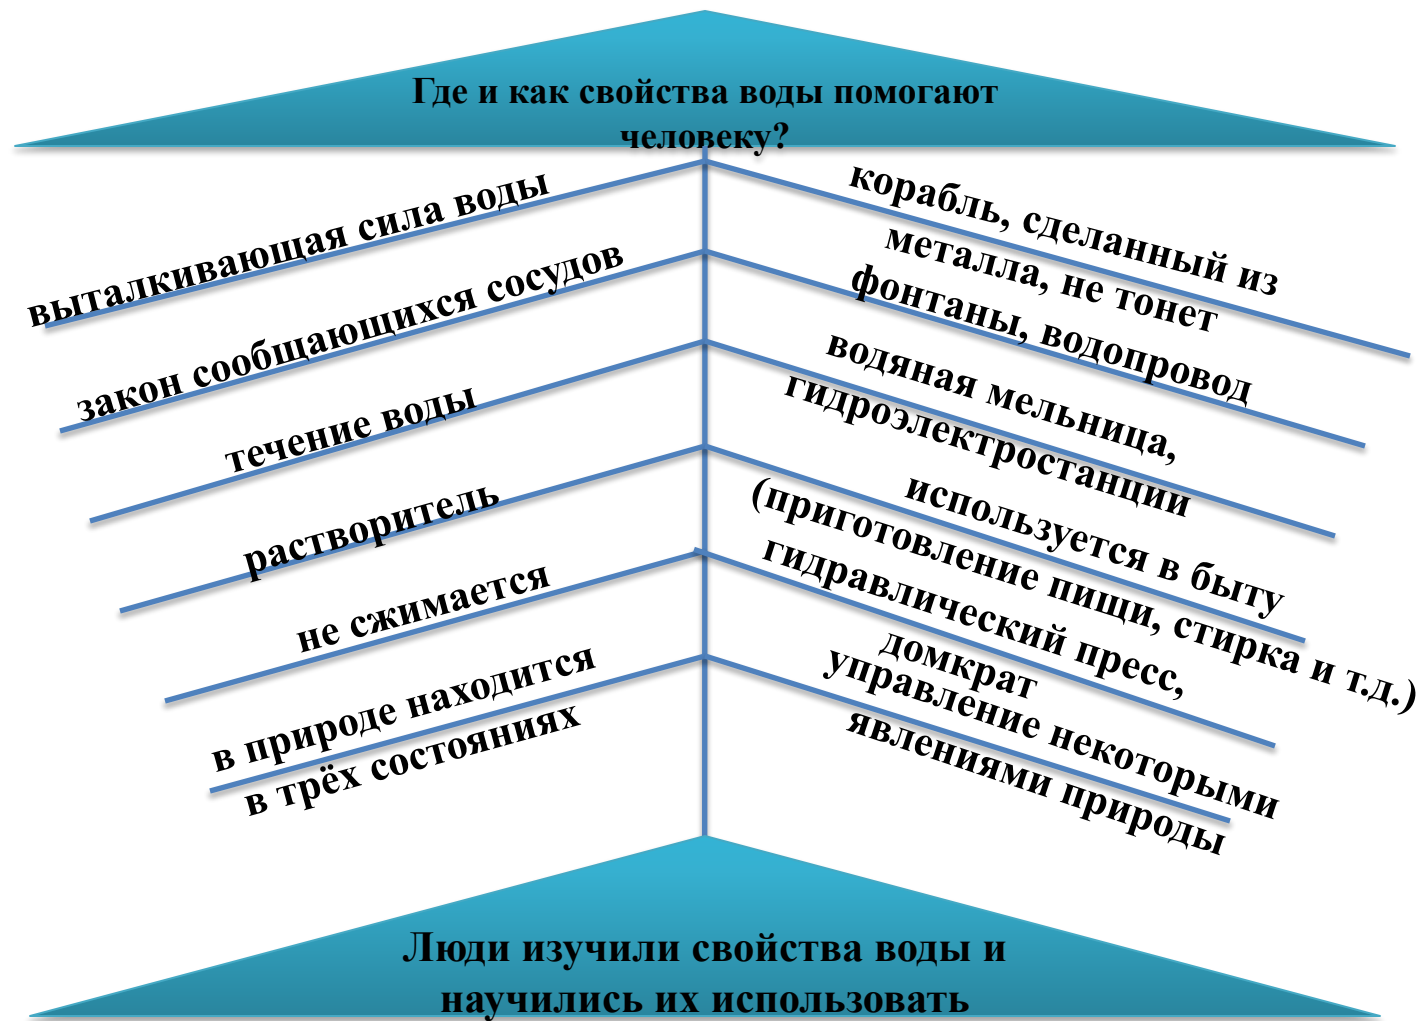 Где и как свойства воды помогают
человеку?
выталкивающая сила воды
корабль, сделанный из
металла, не тонет
закон сообщающихся сосудов
фонтаны, водопровод
течение воды
водяная мельница,
гидроэлектростанции
растворитель
используется в быту
(приготовление пищи, стирка и т.д.)
не сжимается
гидравлический пресс,
домкрат
в природе находится
в трёх состояниях
управление некоторыми
явлениями природы
Люди изучили свойства воды и
научились их использовать